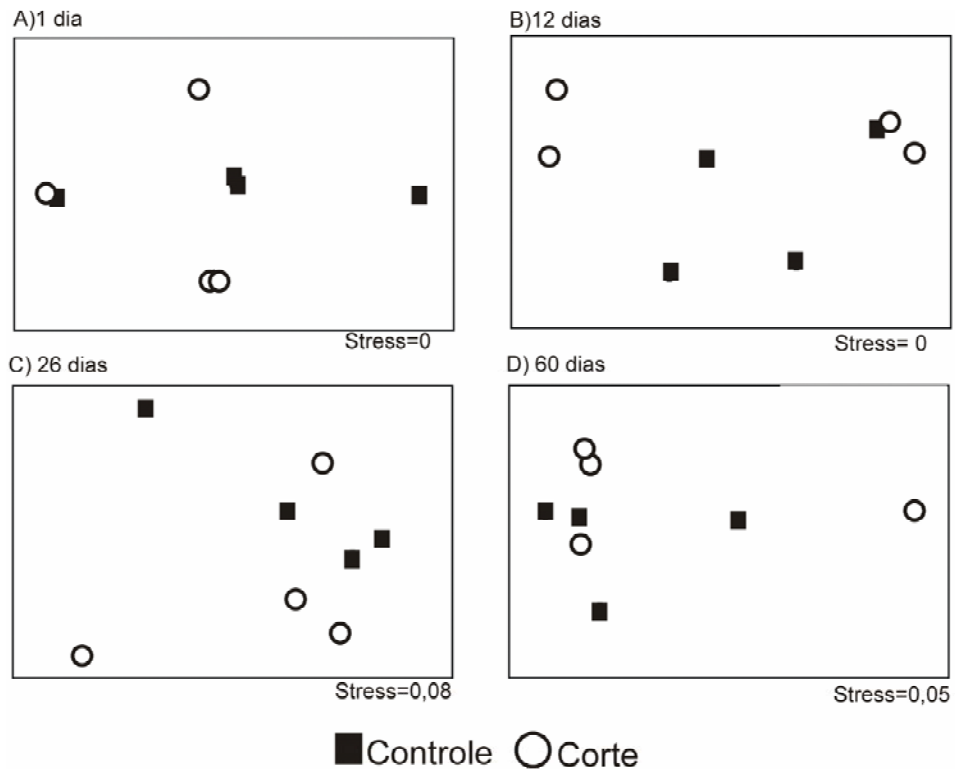 A)1 dia
B)12 dias
Stress=0
Stress= 0
C) 26 dias
D) 60 dias
Stress=0,08
Stress=0,05
Controle Corte